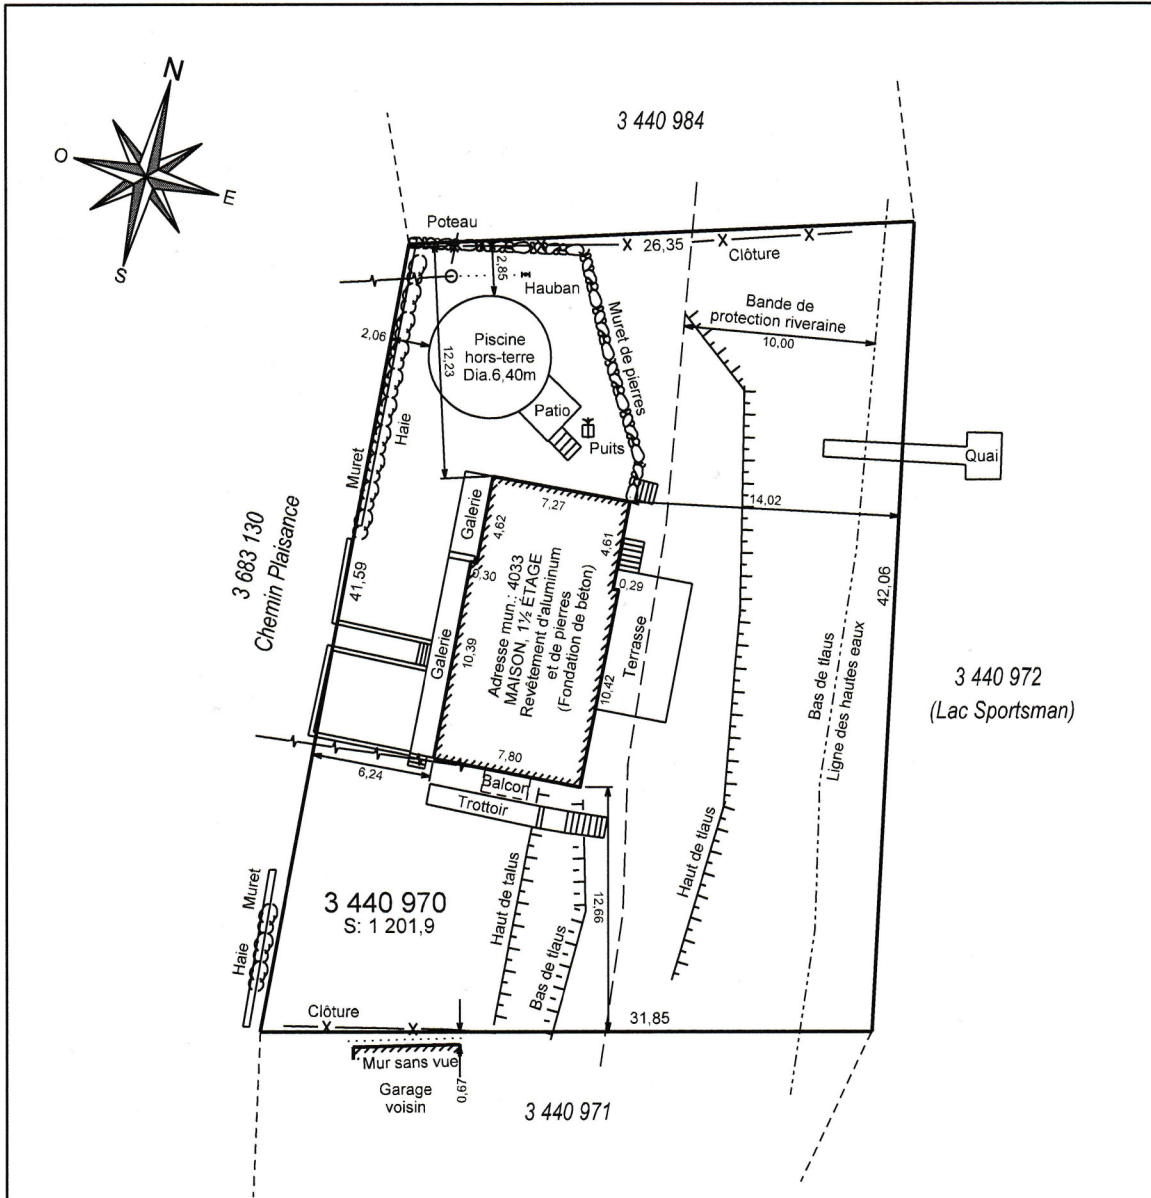 N
O
E
S
3 440 984
Poteau
26,35
Clôture
2,85
Hauban
Bande de
protection riveraine
10,00
2,06
Piscine
hors-terre
Dia.6,40m
12,23
Muret de pierres
Haie
Muret
Patio
Puits
Quai
Galerie
7,27
14,02
4,62
4,61
3 683 130
Chemin Plaisance
41,59
0,30
0,29
42,06
Adresse mun.: 4033
MAISON, 1½ ÉTAGE
Revêtement d'aluminum
et de pierres
(Fondation de béton)
Galerie
10,39
10,42
Terrasse
Bas de tlaus
Ligne des hautes eaux
3 440 972
(Lac Sportsman)
7,80
6,24
Balcon
Trottoir
Haut de tlaus
Muret
Haie
3 440 970
S: 1 201,9
Haut de talus
Bas de tlaus
12,66
Clôture
31,85
Mur sans vue
Garage
voisin
0,67
3 440 971